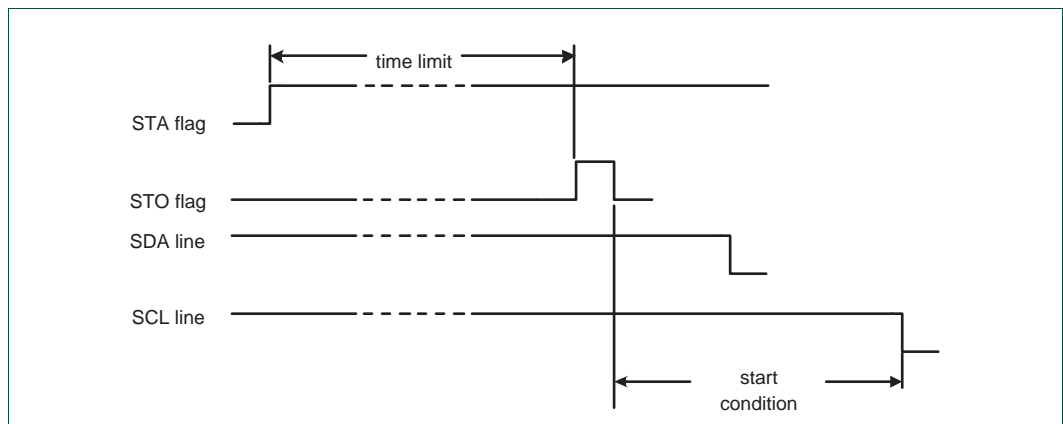 time limit
STA flag
STO flag
SDA line
SCL line
start
condition